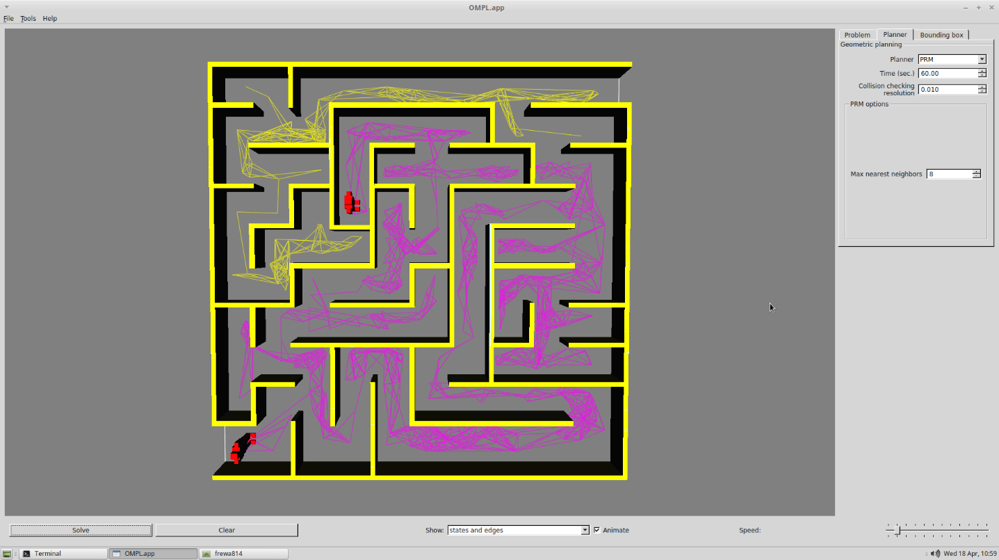 OMPL.app
File Tools Help
Problem Planner Bounding box
Geometric planning
Planner PRM
Time (sec.) 60.00
Collision checking
resolution 0.010
PRM options
Max nearest neighbors 8
Solve Clear Show: states and edges Animate Speed:
Terminal OMPL.app frewa814 Wed 18 Apr, 10:59